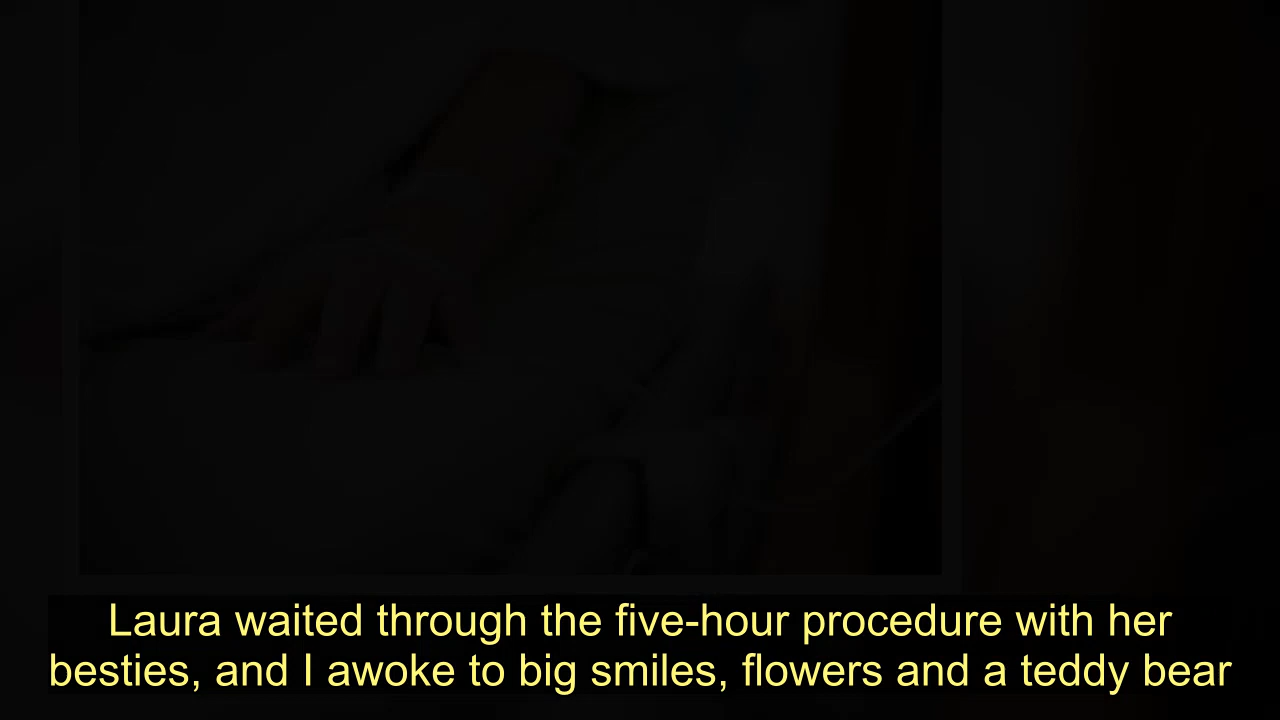 Laura waited through the five-hour procedure with her
besties, and I awoke to big smiles, flowers and a teddy bear